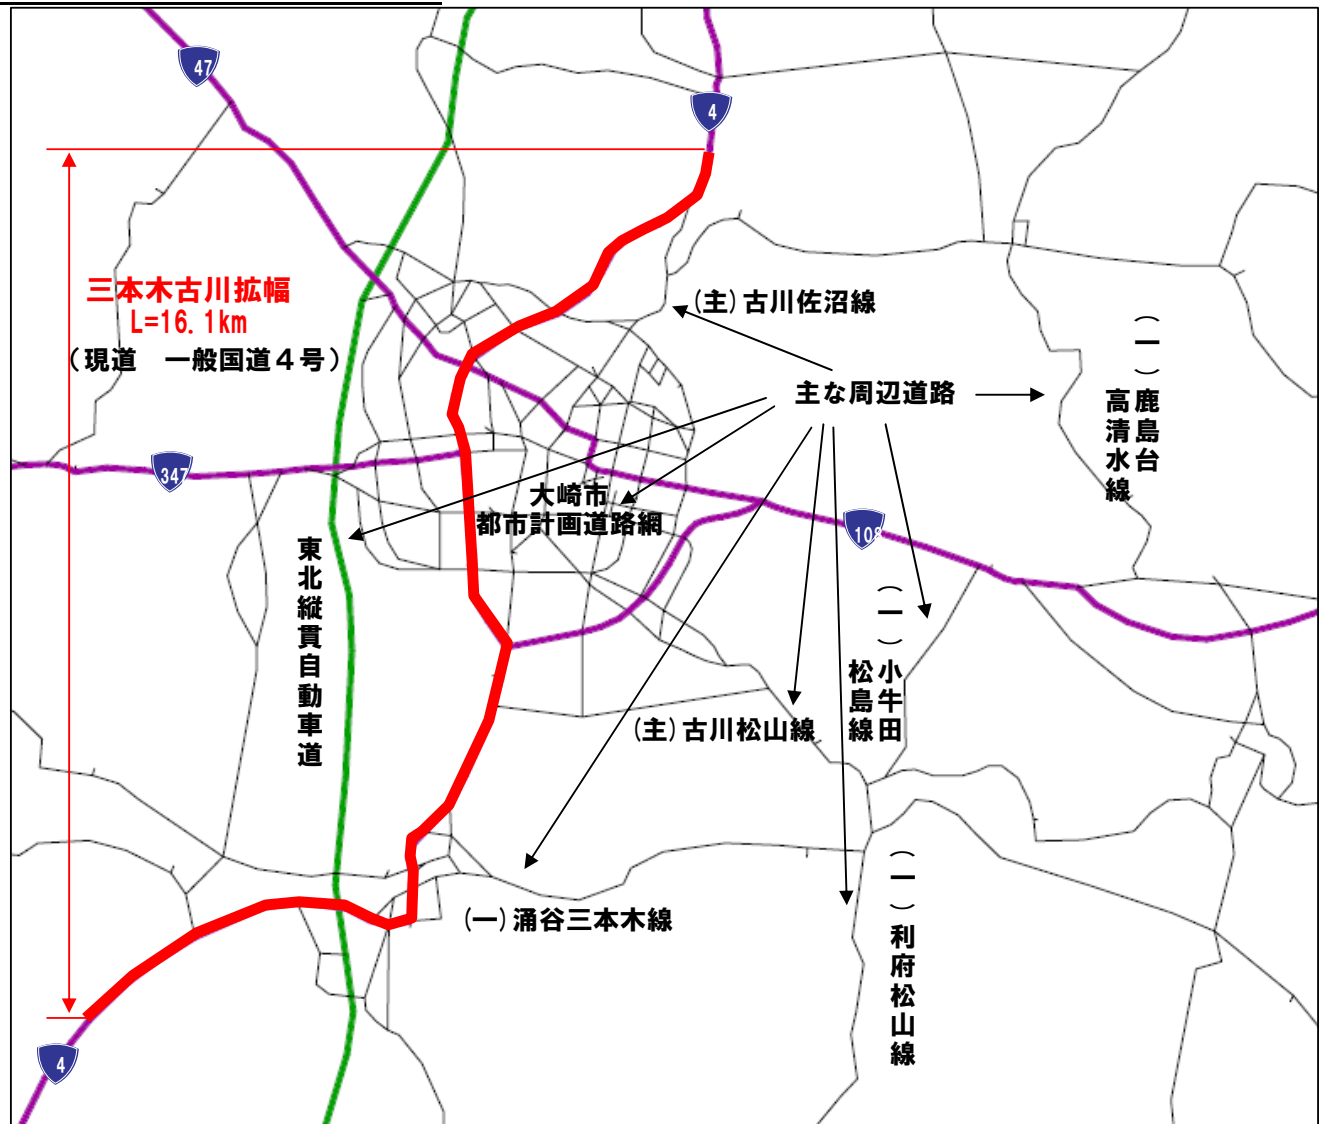 47
4
三本木古川拡幅
L=16.1km
（現道　一般国道４号）
(主)古川佐沼線
主な周辺道路
(一)鹿島台
高清水線
347
大崎市
都市計画道路網
108
東北縦貫自動車道
(一)小牛田
松島線
(主)古川松山線
(一)涌谷三本木線
(一)利府松山線
4